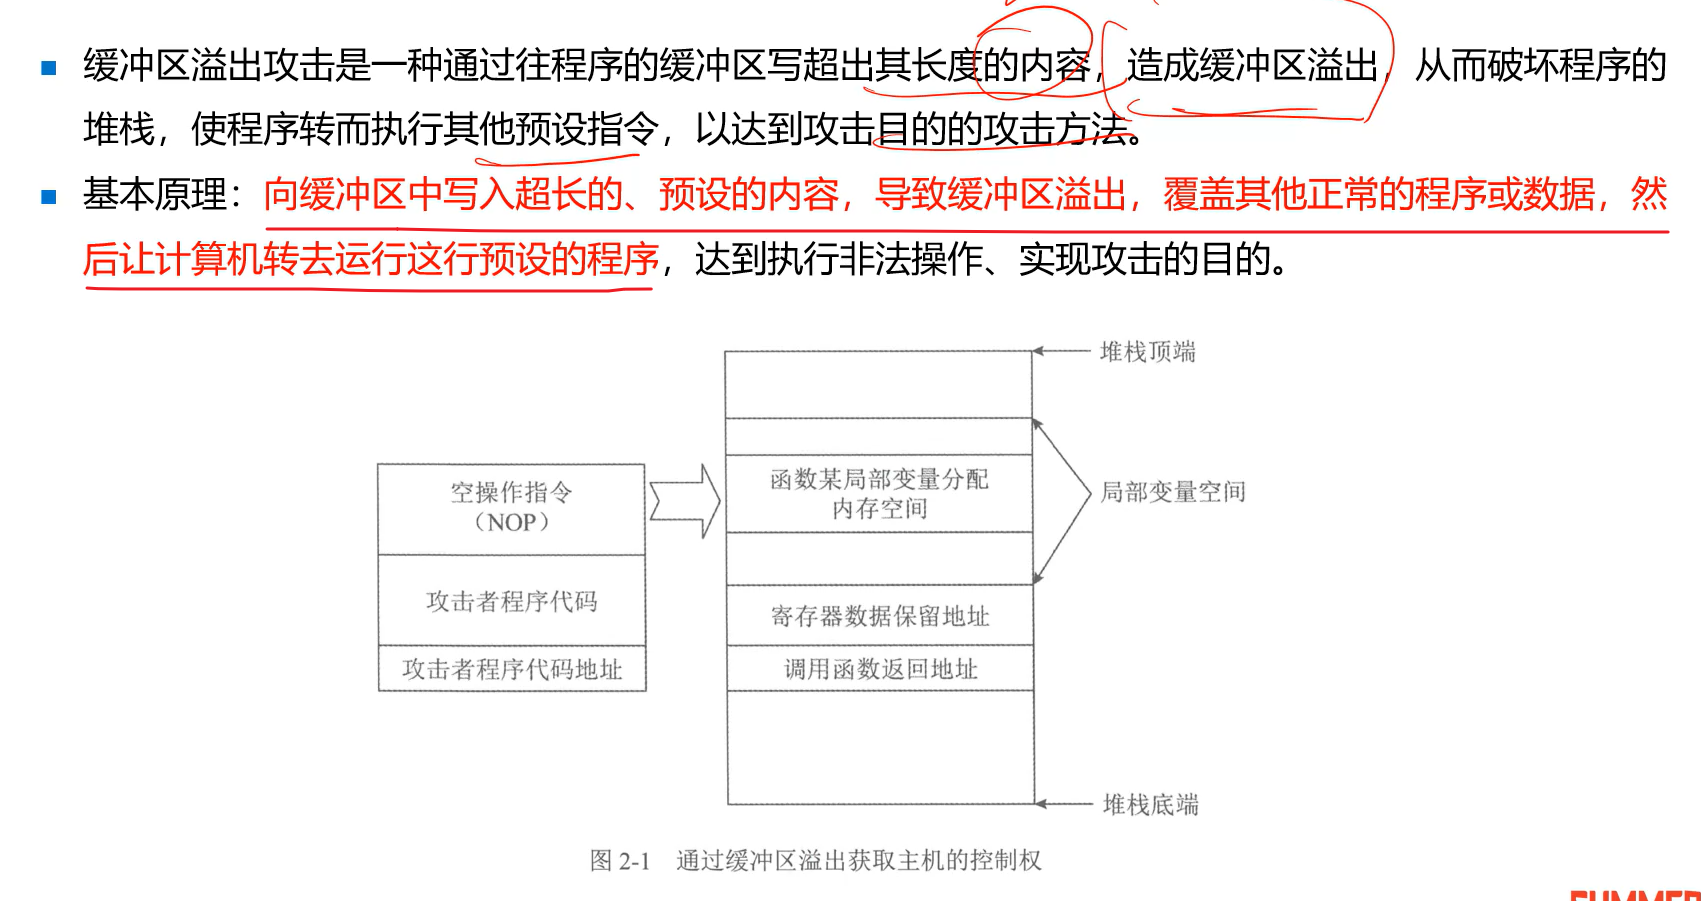 缓冲区溢出攻击是一种通过往程序的缓冲区写超出其长度的内容，造成缓冲区溢出，从而破坏程序的
堆栈，使程序转而执行其他预设指令，以达到攻击目的的攻击方法。
基本原理：向缓冲区中写入超长的、预设的内容，导致缓冲区溢出，覆盖其他正常的程序或数据，然
后让计算机转去运行这行预设的程序，达到执行非法操作、实现攻击的目的。
堆栈顶端
空操作指令
（NOP）
攻击者程序代码
攻击者程序代码地址
函数某局部变量分配
内存空间
局部变量空间
寄存器数据保留地址
调用函数返回地址
堆栈底端
图 2-1 通过缓冲区溢出获取主机的控制权